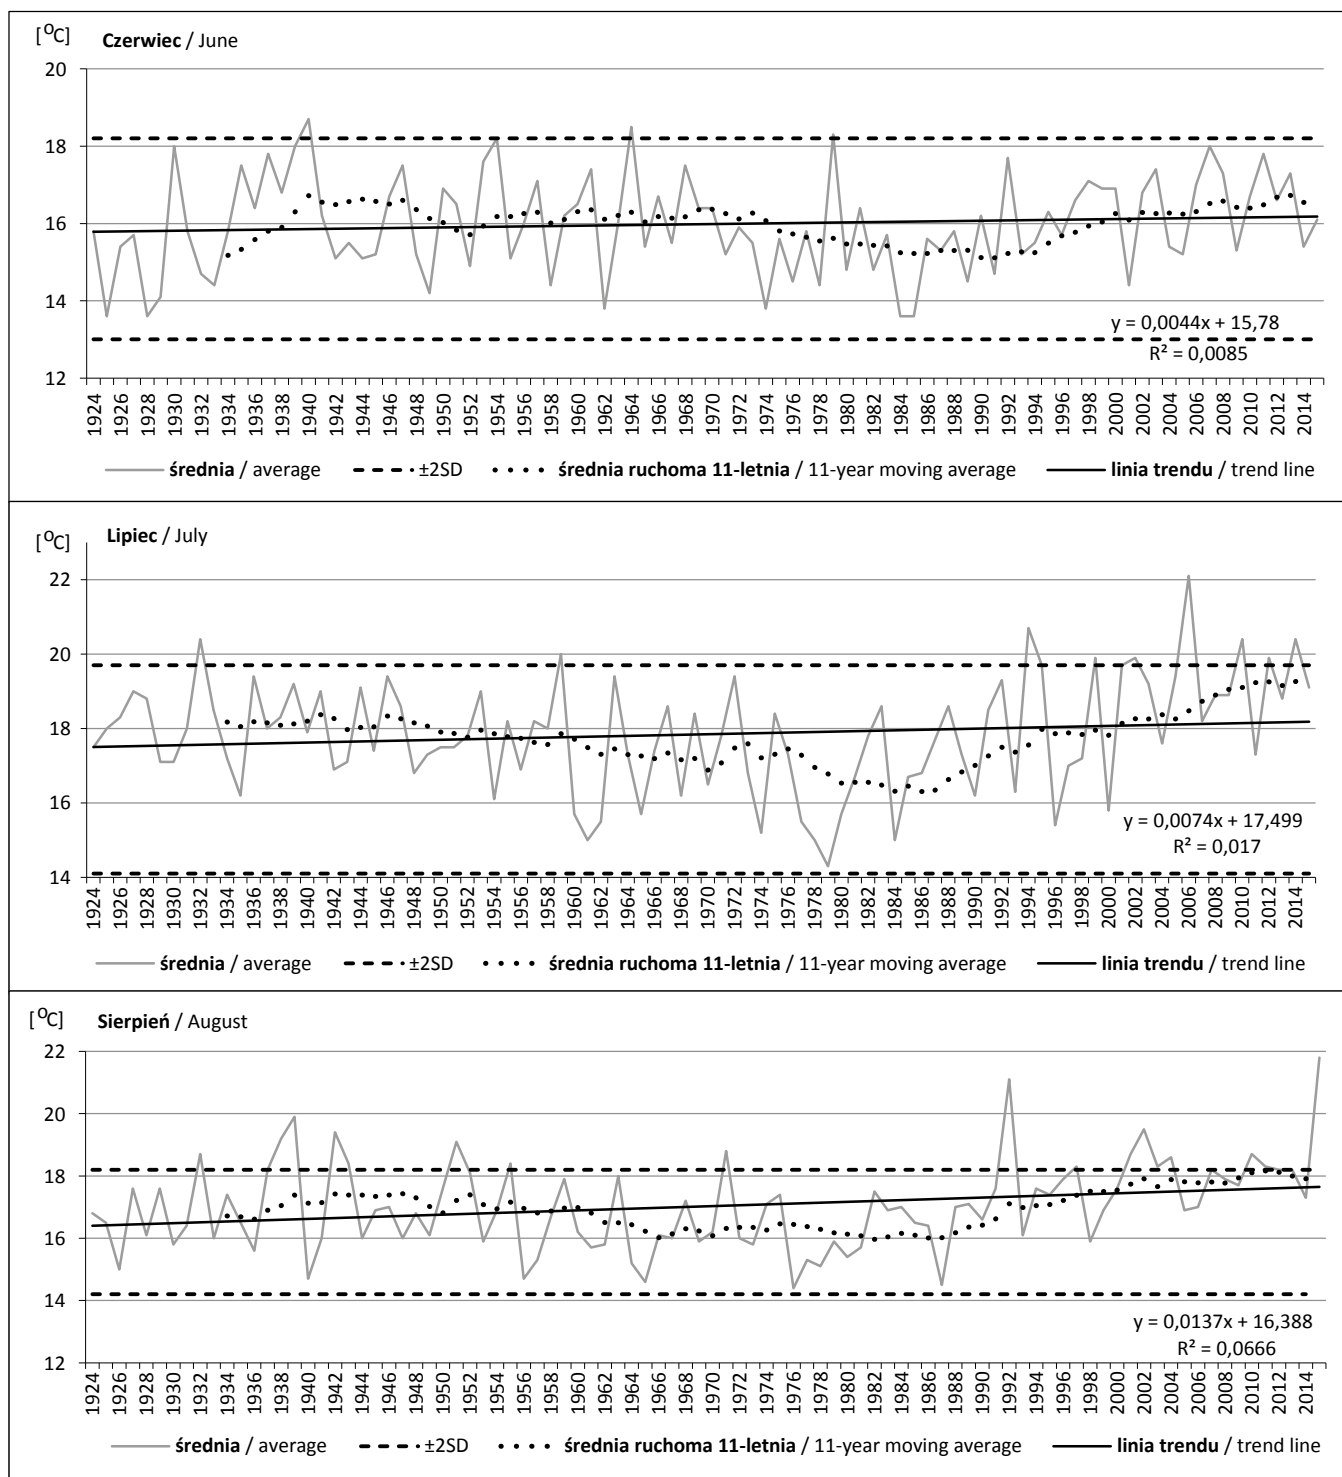 [⁰C] Czerwiec / June
20
18
16
14
12
y = 0,0044x + 15,78
R² = 0,0085
1924 1926 1928 1930 1932 1934 1936 1938 1940 1942 1944 1946 1948 1950 1952 1954 1956 1958 1960 1962 1964 1966 1968 1970 1972 1974 1976 1978 1980 1982 1984 1986 1988 1990 1992 1994 1996 1998 2000 2002 2004 2006 2008 2010 2012 2014
średnia / average ±2SD średnia ruchoma 11-letnia / 11-year moving average linia trendu / trend line
[⁰C] Lipiec / July
22
20
18
16
14
y = 0,0074x + 17,499
R² = 0,017
1924 1926 1928 1930 1932 1934 1936 1938 1940 1942 1944 1946 1948 1950 1952 1954 1956 1958 1960 1962 1964 1966 1968 1970 1972 1974 1976 1978 1980 1982 1984 1986 1988 1990 1992 1994 1996 1998 2000 2002 2004 2006 2008 2010 2012 2014
średnia / average ±2SD średnia ruchoma 11-letnia / 11-year moving average linia trendu / trend line
[⁰C] Sierpień / August
22
20
18
16
14
12
y = 0,0137x + 16,388
R² = 0,0666
1924 1926 1928 1930 1932 1934 1936 1938 1940 1942 1944 1946 1948 1950 1952 1954 1956 1958 1960 1962 1964 1966 1968 1970 1972 1974 1976 1978 1980 1982 1984 1986 1988 1990 1992 1994 1996 1998 2000 2002 2004 2006 2008 2010 2012 2014
średnia / average ±2SD średnia ruchoma 11-letnia / 11-year moving average linia trendu / trend line